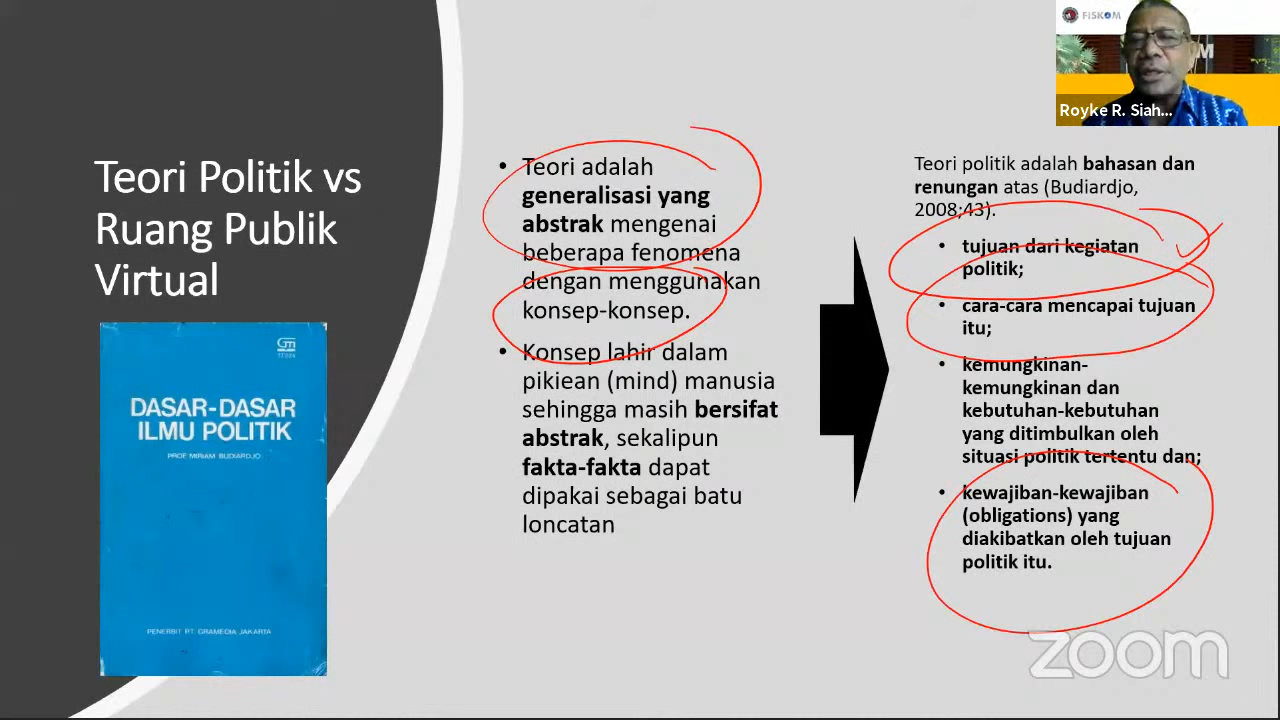 FISKOM
M
Royke R. Siah...
Teori Politik vs
Ruang Publik
Virtual
GM
DASAR-DASAR
ILMU POLITIK
PROF. MIRIAM BUDIARDJO
PENERBIT PT. GRAMEDIA JAKARTA
• Teori adalah
generalisasi yang
abstrak mengenai
beberapa fenomena
dengan menggunakan
konsep-konsep.
• Konsep lahir dalam
pikiean (mind) manusia
sehingga masih bersifat
abstrak, sekalipun
fakta-fakta dapat
dipakai sebagai batu
loncatan
Teori politik adalah bahasan dan
renungan atas (Budiardjo,
2008;43).
• tujuan dari kegiatan
politik;
• cara-cara mencapai tujuan
itu;
• kemungkinan-
kemungkinan dan
kebutuhan-kebutuhan
yang ditimbulkan oleh
situasi politik tertentu dan;
• kewajiban-kewajiban
(obligations) yang
diakibatkan oleh tujuan
politik itu.
zoom